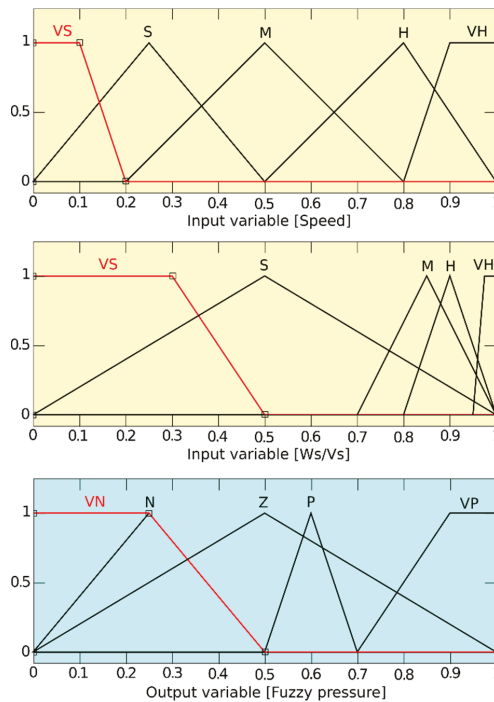 VS S M H VH
1
0.5
0
0 0.1 0.2 0.3 0.4 0.5 0.6 0.7 0.8 0.9
Input variable [Speed]
VS S M H VH
1
0.5
0
0 0.1 0.2 0.3 0.4 0.5 0.6 0.7 0.8 0.9
Input variable [Ws/Vs]
VN N Z P VP
1
0.5
0
0 0.1 0.2 0.3 0.4 0.5 0.6 0.7 0.8 0.9
Output variable [Fuzzy pressure]